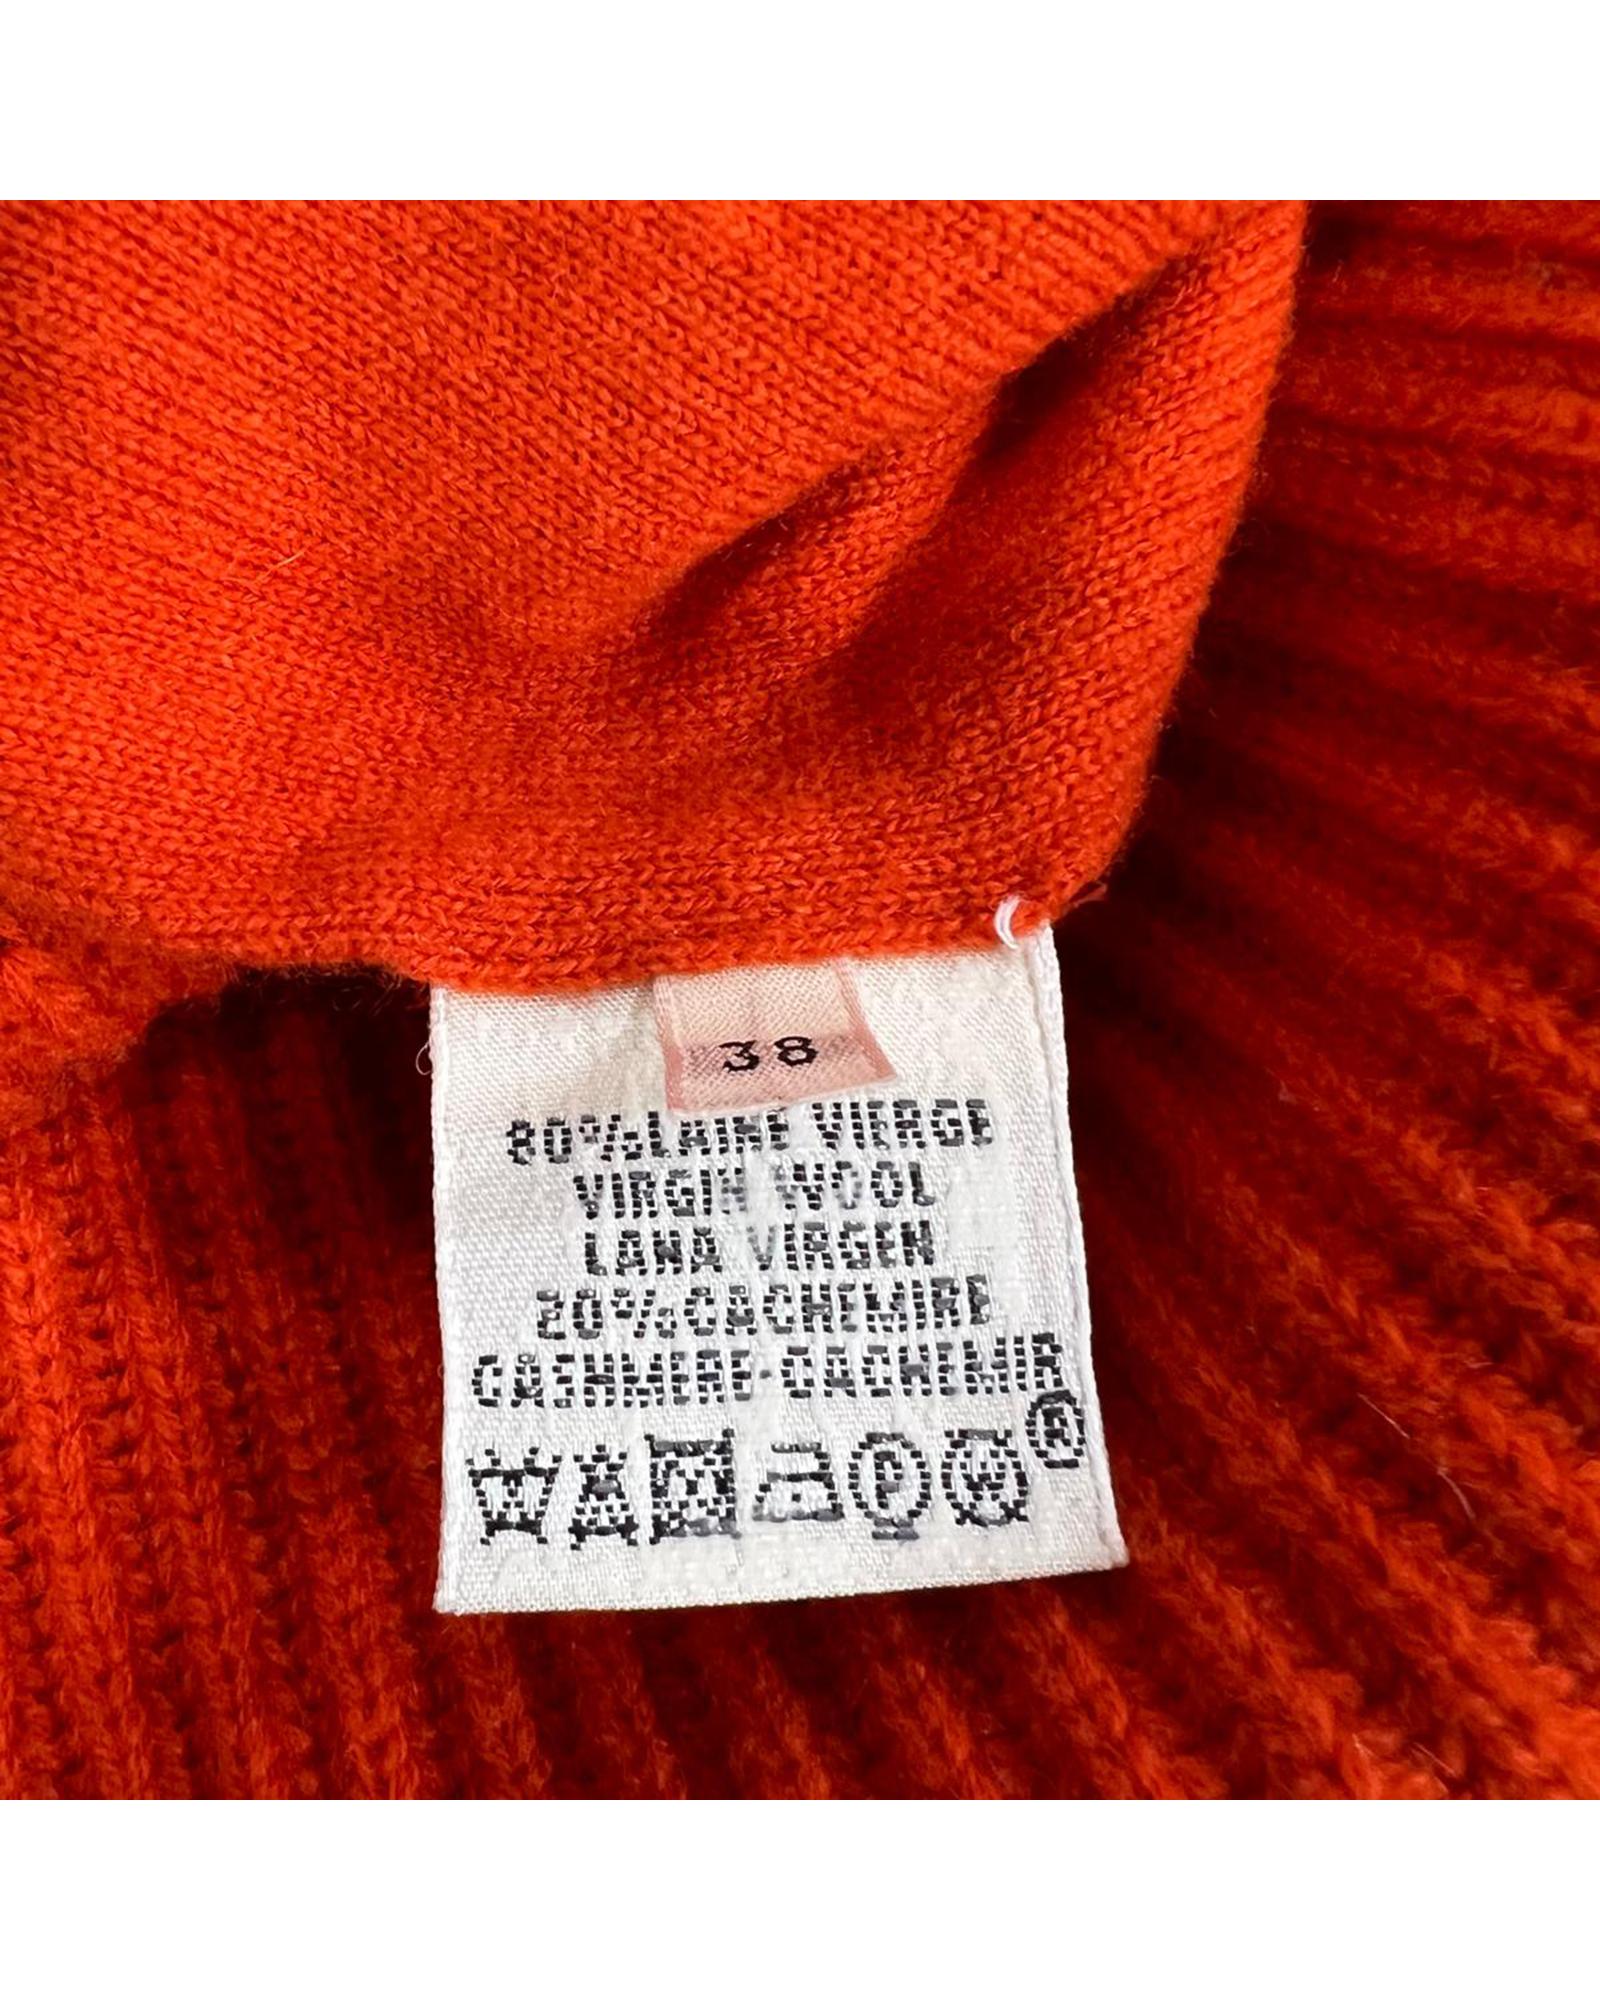 38
80% LAINE VIERGE
VIRGIN WOOL
LANA VIRGEN
20% CACHEMIRE
CASHMERE-CACHEMIR
®
P W